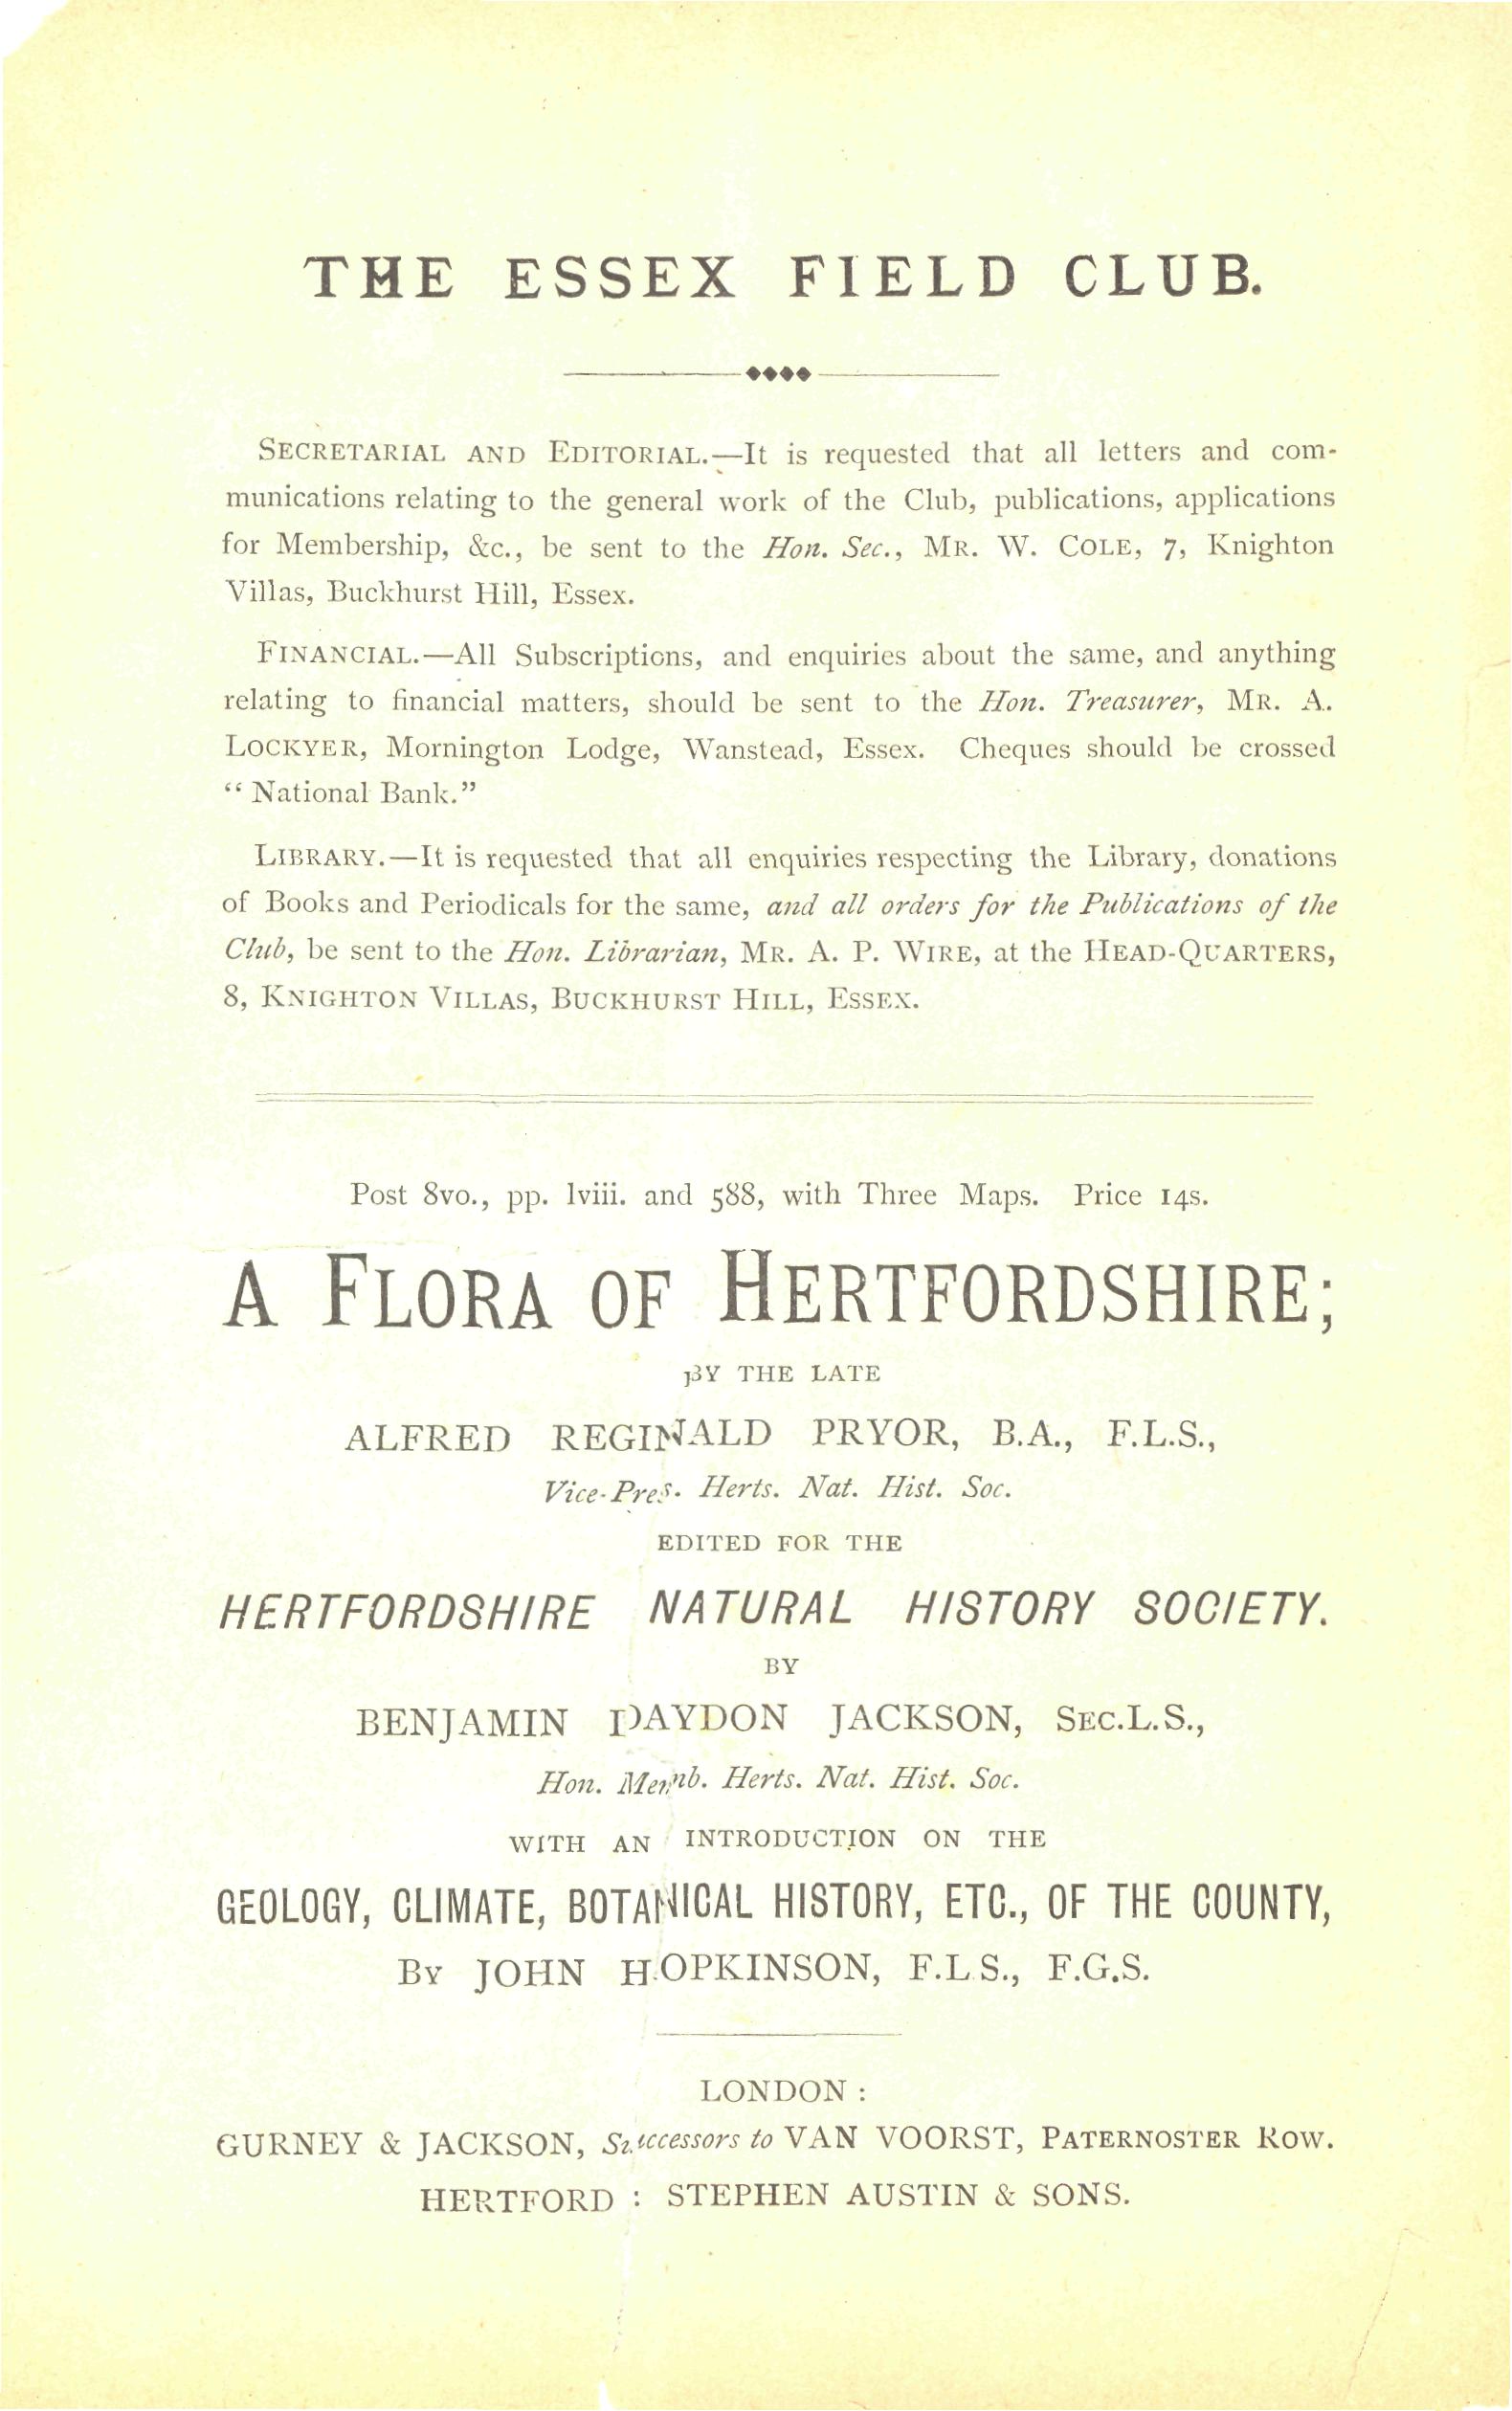 THE ESSEX FIELD CLUB.
SECRETARIAL AND EDITORIAL.—It is requested that all letters and com-
munications relating to the general work of the Club, publications, applications
for Membership, &c., be sent to the Hon. Sec., MR. W. COLE, 7, Knighton
Villas, Buckhurst Hill, Essex.
FINANCIAL.—All Subscriptions, and enquiries about the same, and anything
relating to financial matters, should be sent to the Hon. Treasurer, MR. A.
LOCKYER, Mornington Lodge, Wanstead, Essex. Cheques should be crossed
“National Bank.”
LIBRARY.—It is requested that all enquiries respecting the Library, donations
of Books and Periodicals for the same, and all orders for the Publications of the
Club, be sent to the Hon. Librarian, MR. A. P. WIRE, at the HEAD-QUARTERS,
8, KNIGHTON VILLAS, BUCKHURST HILL, ESSEX.
Post 8vo., pp. lviii. and 588, with Three Maps. Price 14s.
A FLORA OF HERTFORDSHIRE;
BY THE LATE
ALFRED REGINALD PRYOR, B.A., F.L.S.,
Vice-Pres. Herts. Nat. Hist. Soc.
EDITED FOR THE
HERTFORDSHIRE NATURAL HISTORY SOCIETY.
BY
BENJAMIN DAYDON JACKSON, SEC.L.S.,
Hon. Memb. Herts. Nat. Hist. Soc.
WITH AN INTRODUCTION ON THE
GEOLOGY, CLIMATE, BOTANICAL HISTORY, ETC., OF THE COUNTY,
By JOHN HOPKINSON, F.L.S., F.G.S.
LONDON:
GURNEY & JACKSON, Successors to VAN VOORST, PATERNOSTER ROW.
HERTFORD: STEPHEN AUSTIN & SONS.